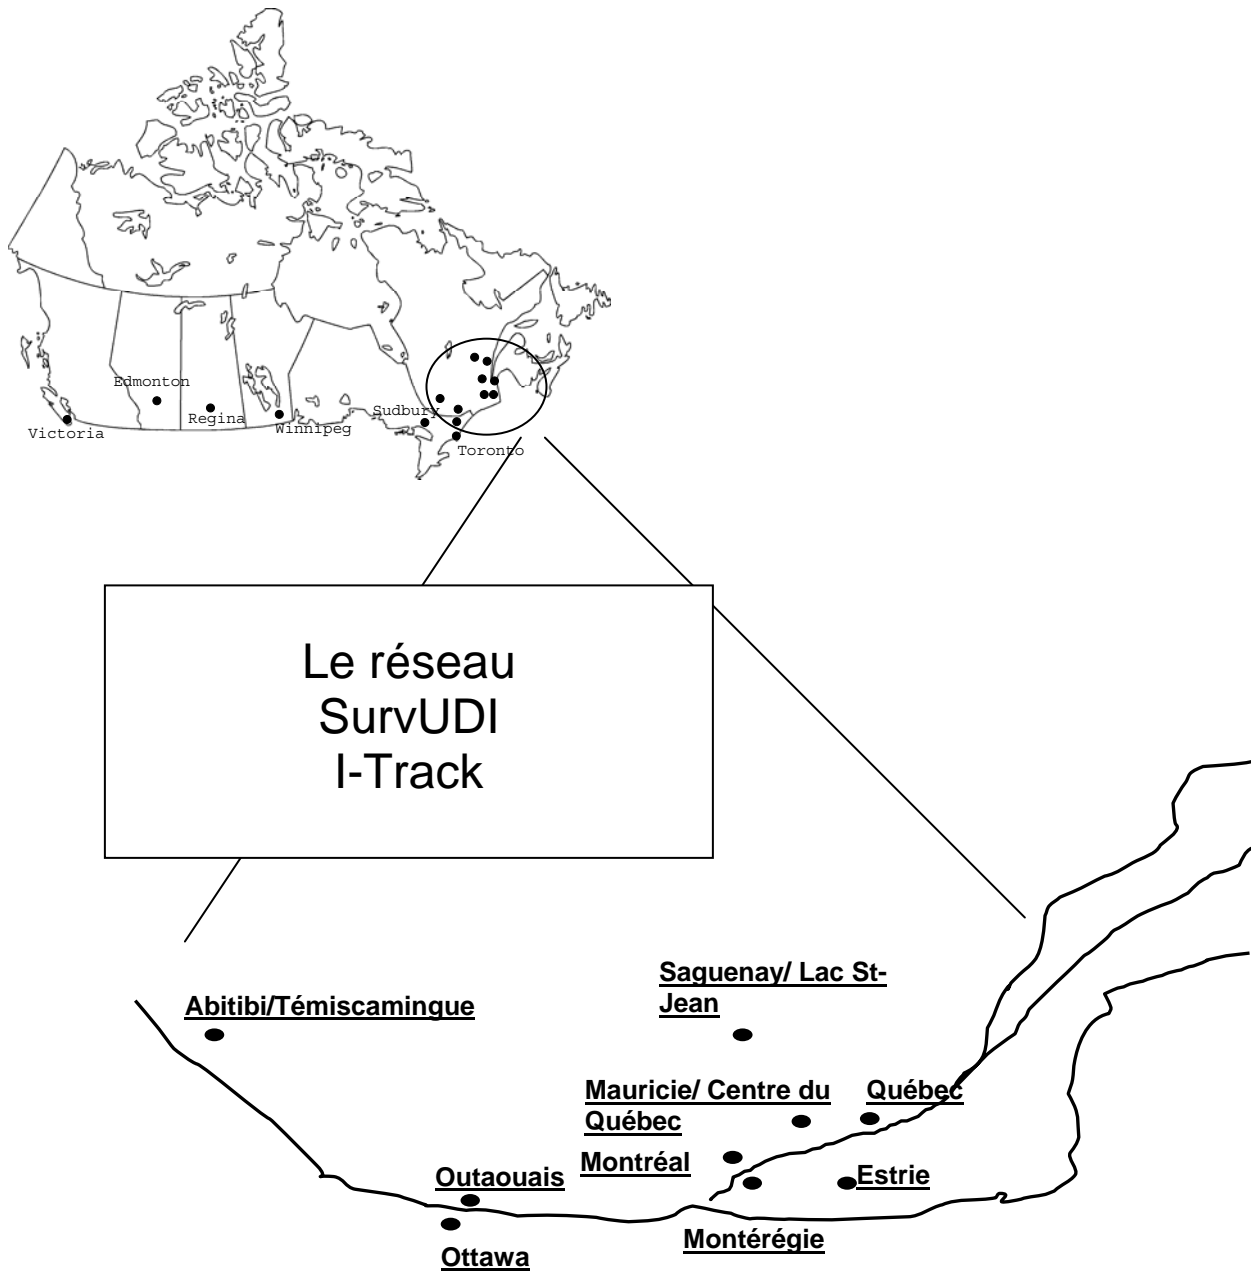 Edmonton
Regina
Victoria
Winnipeg
Sudbury
Toronto
Le réseau
SurvUDI
I-Track
Abitibi/Témiscamingue
Saguenay/ Lac St-
Jean
Mauricie/ Centre du
Québec
Québec
Montréal
Outaouais
Estrie
Ottawa
Montérégie